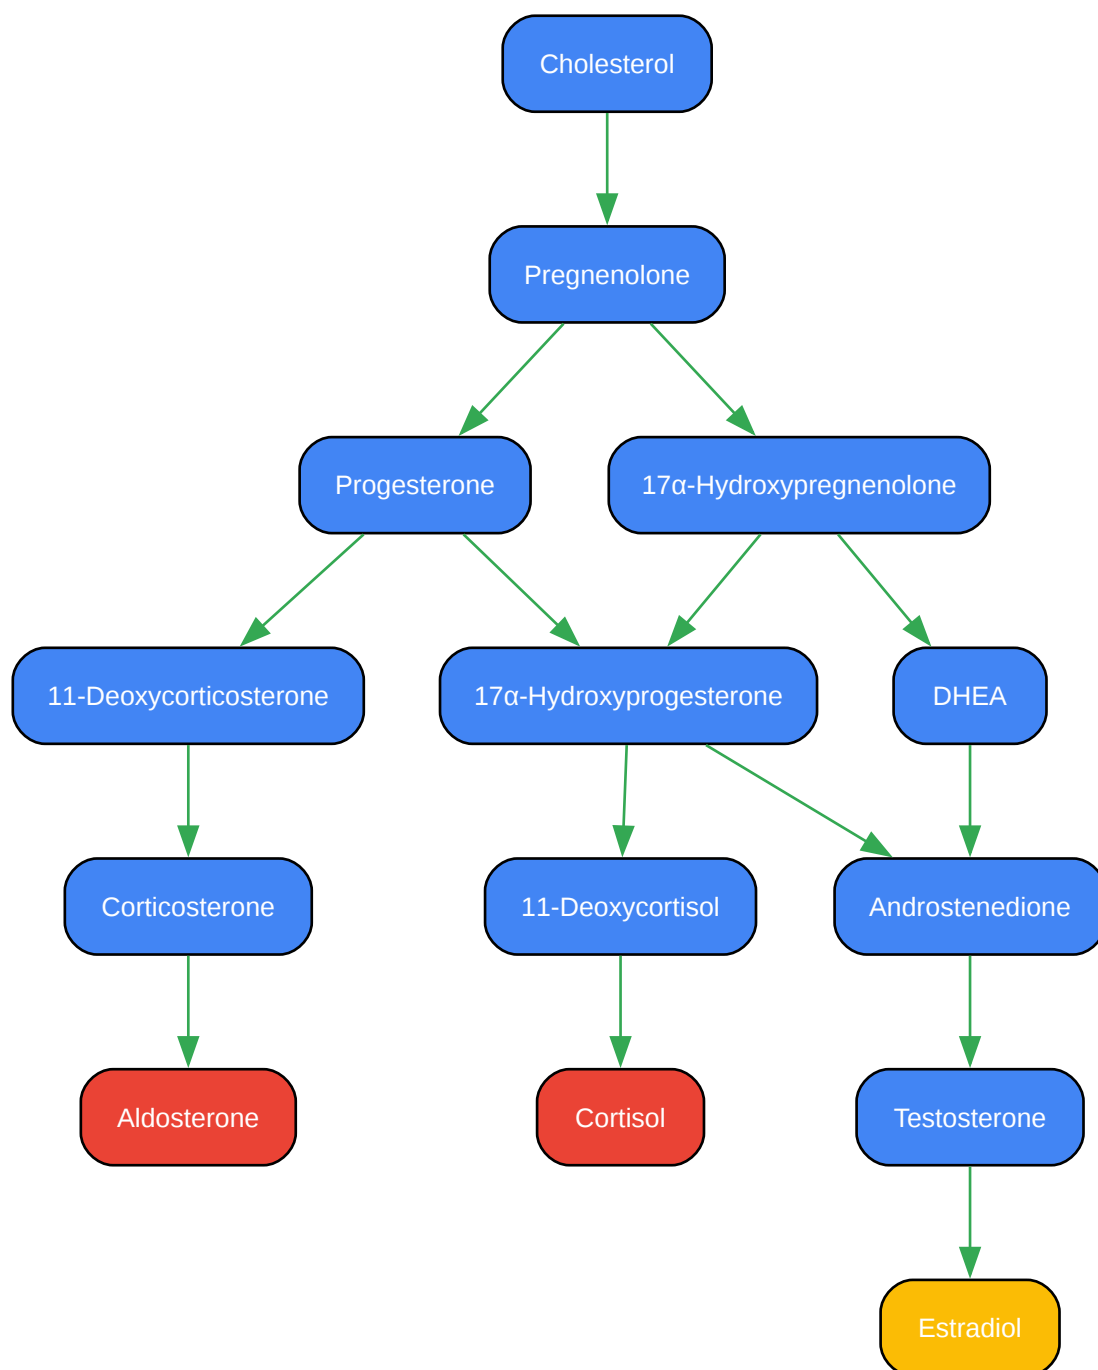 Cholesterol
Pregnenolone
Progesterone
17α-Hydroxypregnenolone
11-Deoxycorticosterone
17α-Hydroxyprogesterone
DHEA
Corticosterone
11-Deoxycortisol
Androstenedione
Aldosterone
Cortisol
Testosterone
Estradiol